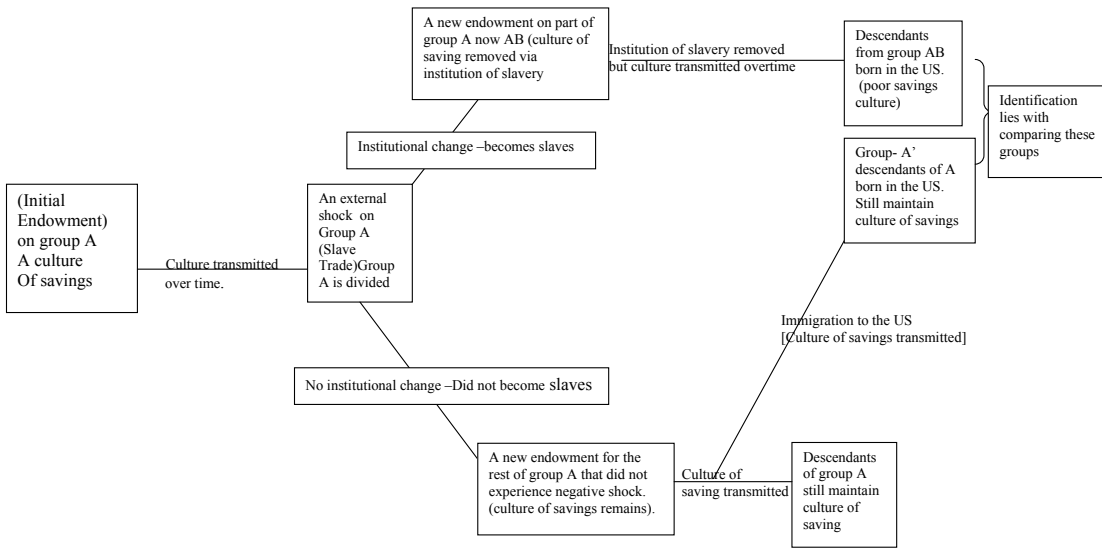 (Initial
Endowment)
on group A
A culture
Of savings
Culture transmitted
over time.
An external
shock on
Group A
(Slave
Trade)Group
A is divided
Institutional change –becomes slaves
A new endowment on part of
group A now AB (culture of
saving removed via
institution of slavery
Institution of slavery removed
but culture transmitted overtime
Descendants
from group AB
born in the US.
(poor savings
culture)
Identification
lies with
comparing these
groups
Group- A’
descendants of A
born in the US.
Still maintain
culture of savings
Immigration to the US
[Culture of savings transmitted]
No institutional change –Did not become slaves
A new endowment for the
rest of group A that did not
experience negative shock.
(culture of savings remains).
Culture of
saving transmitted
Descendants
of group A
still maintain
culture of
saving